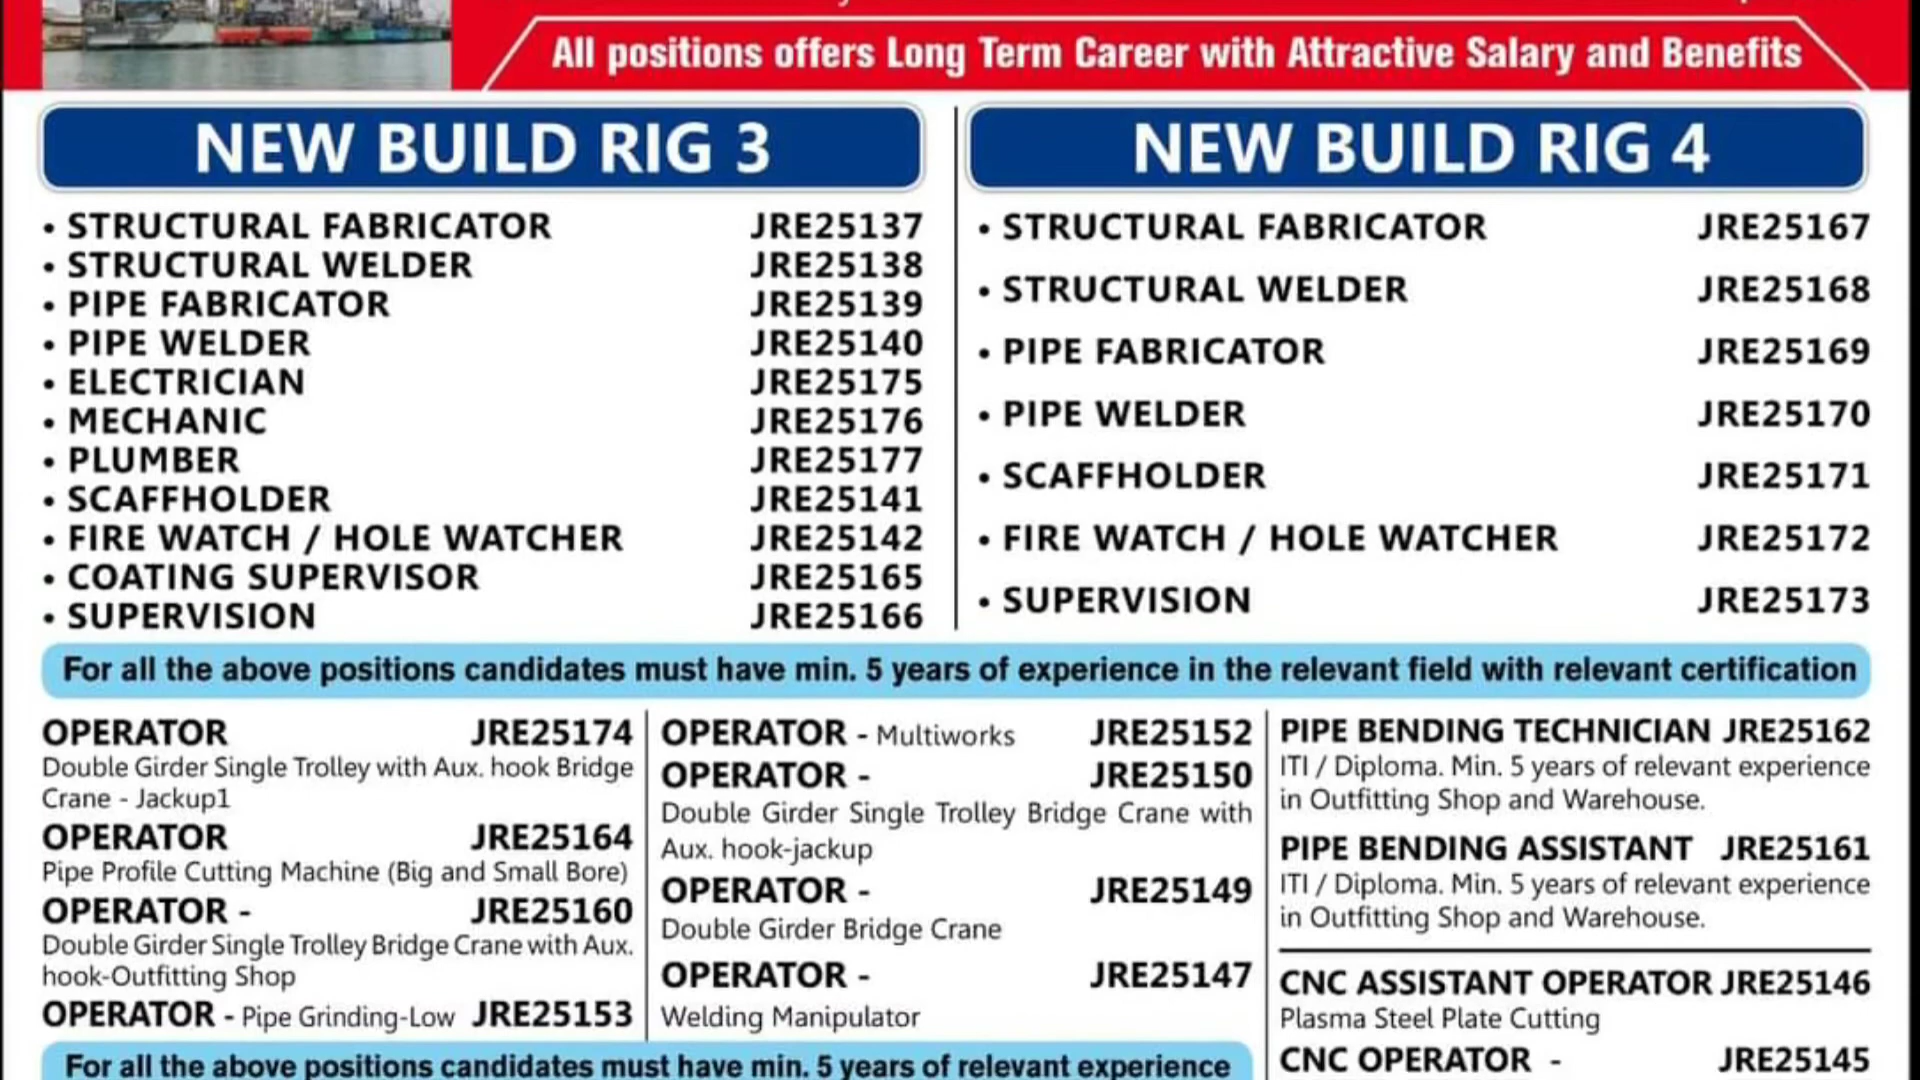 All positions offers Long Term Career with Attractive Salary and Benefits
NEW BUILD RIG 3
• STRUCTURAL FABRICATOR JRE25137
• STRUCTURAL WELDER JRE25138
• PIPE FABRICATOR JRE25139
• PIPE WELDER JRE25140
• ELECTRICIAN JRE25175
• MECHANIC JRE25176
• PLUMBER JRE25177
• SCAFFHOLDER JRE25141
• FIRE WATCH / HOLE WATCHER JRE25142
• COATING SUPERVISOR JRE25165
• SUPERVISION JRE25166
NEW BUILD RIG 4
• STRUCTURAL FABRICATOR JRE25167
• STRUCTURAL WELDER JRE25168
• PIPE FABRICATOR JRE25169
• PIPE WELDER JRE25170
• SCAFFHOLDER JRE25171
• FIRE WATCH / HOLE WATCHER JRE25172
• SUPERVISION JRE25173
For all the above positions candidates must have min. 5 years of experience in the relevant field with relevant certification
OPERATOR JRE25174
Double Girder Single Trolley with Aux. hook Bridge
Crane - Jackup1
OPERATOR JRE25164
Pipe Profile Cutting Machine (Big and Small Bore)
OPERATOR - JRE25160
Double Girder Single Trolley Bridge Crane with Aux.
hook-Outfitting Shop
OPERATOR - Pipe Grinding-Low JRE25153
OPERATOR - Multiworks JRE25152
OPERATOR - JRE25150
Double Girder Single Trolley Bridge Crane with
Aux. hook-jackup
OPERATOR - JRE25149
Double Girder Bridge Crane
OPERATOR - JRE25147
Welding Manipulator
For all the above positions candidates must have min. 5 years of relevant experience
PIPE BENDING TECHNICIAN JRE25162
ITI / Diploma. Min. 5 years of relevant experience
in Outfitting Shop and Warehouse.
PIPE BENDING ASSISTANT JRE25161
ITI / Diploma. Min. 5 years of relevant experience
in Outfitting Shop and Warehouse.
CNC ASSISTANT OPERATOR JRE25146
Plasma Steel Plate Cutting
CNC OPERATOR - JRE25145